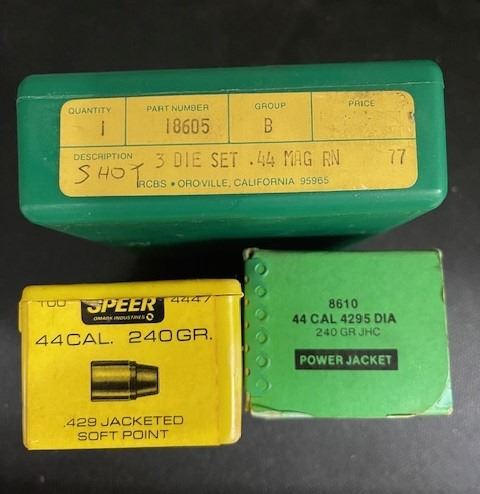 QUANTITY PART NUMBER GROUP PRICE
1 18605 B
DESCRIPTION 3 DIE SET .44 MAG RN 77
SHOT
RCBS • OROVILLE, CALIFORNIA 95965
100 SPEER 4447
OMARK INDUSTRIES
44 CAL. 240 GR.
.429 JACKETED
SOFT POINT
8610
44 CAL 4295 DIA
240 GR JHC
POWER JACKET